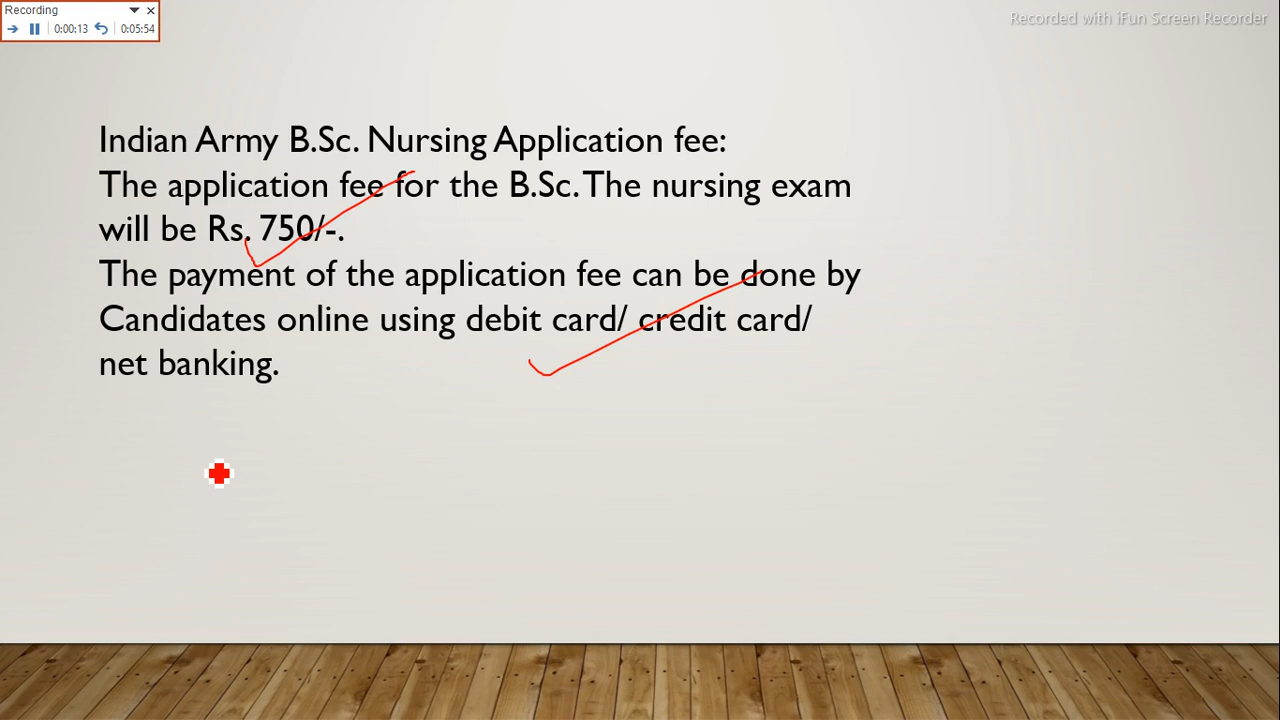 Recording
0:00:13 0:05:54
Recorded with iFun Screen Recorder
Indian Army B.Sc. Nursing Application fee:
The application fee for the B.Sc. The nursing exam
will be Rs. 750/-.
The payment of the application fee can be done by
Candidates online using debit card/ credit card/
net banking.